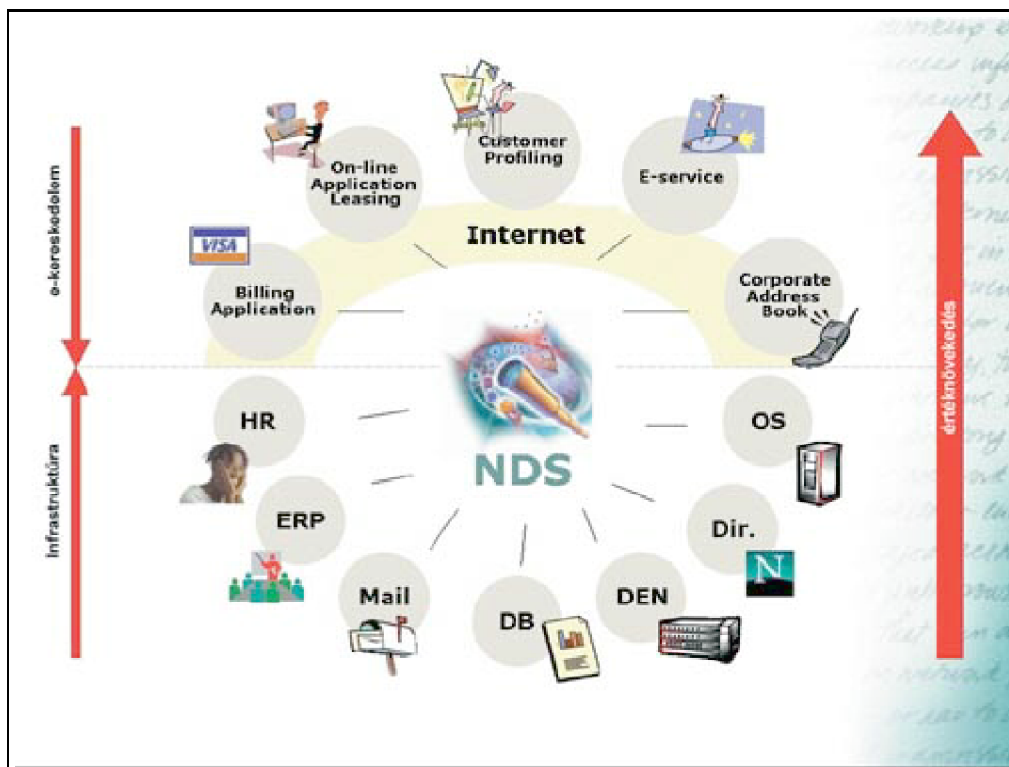 On-line
Application
Leasing
Customer
Profiling
E-service
Internet
VISA
Billing
Application
Corporate
Address
Book
e-kereskedelem
értéknövekedés
HR
OS
NDS
Infrastruktúra
ERP
Dir.
N
Mail
DB
DEN